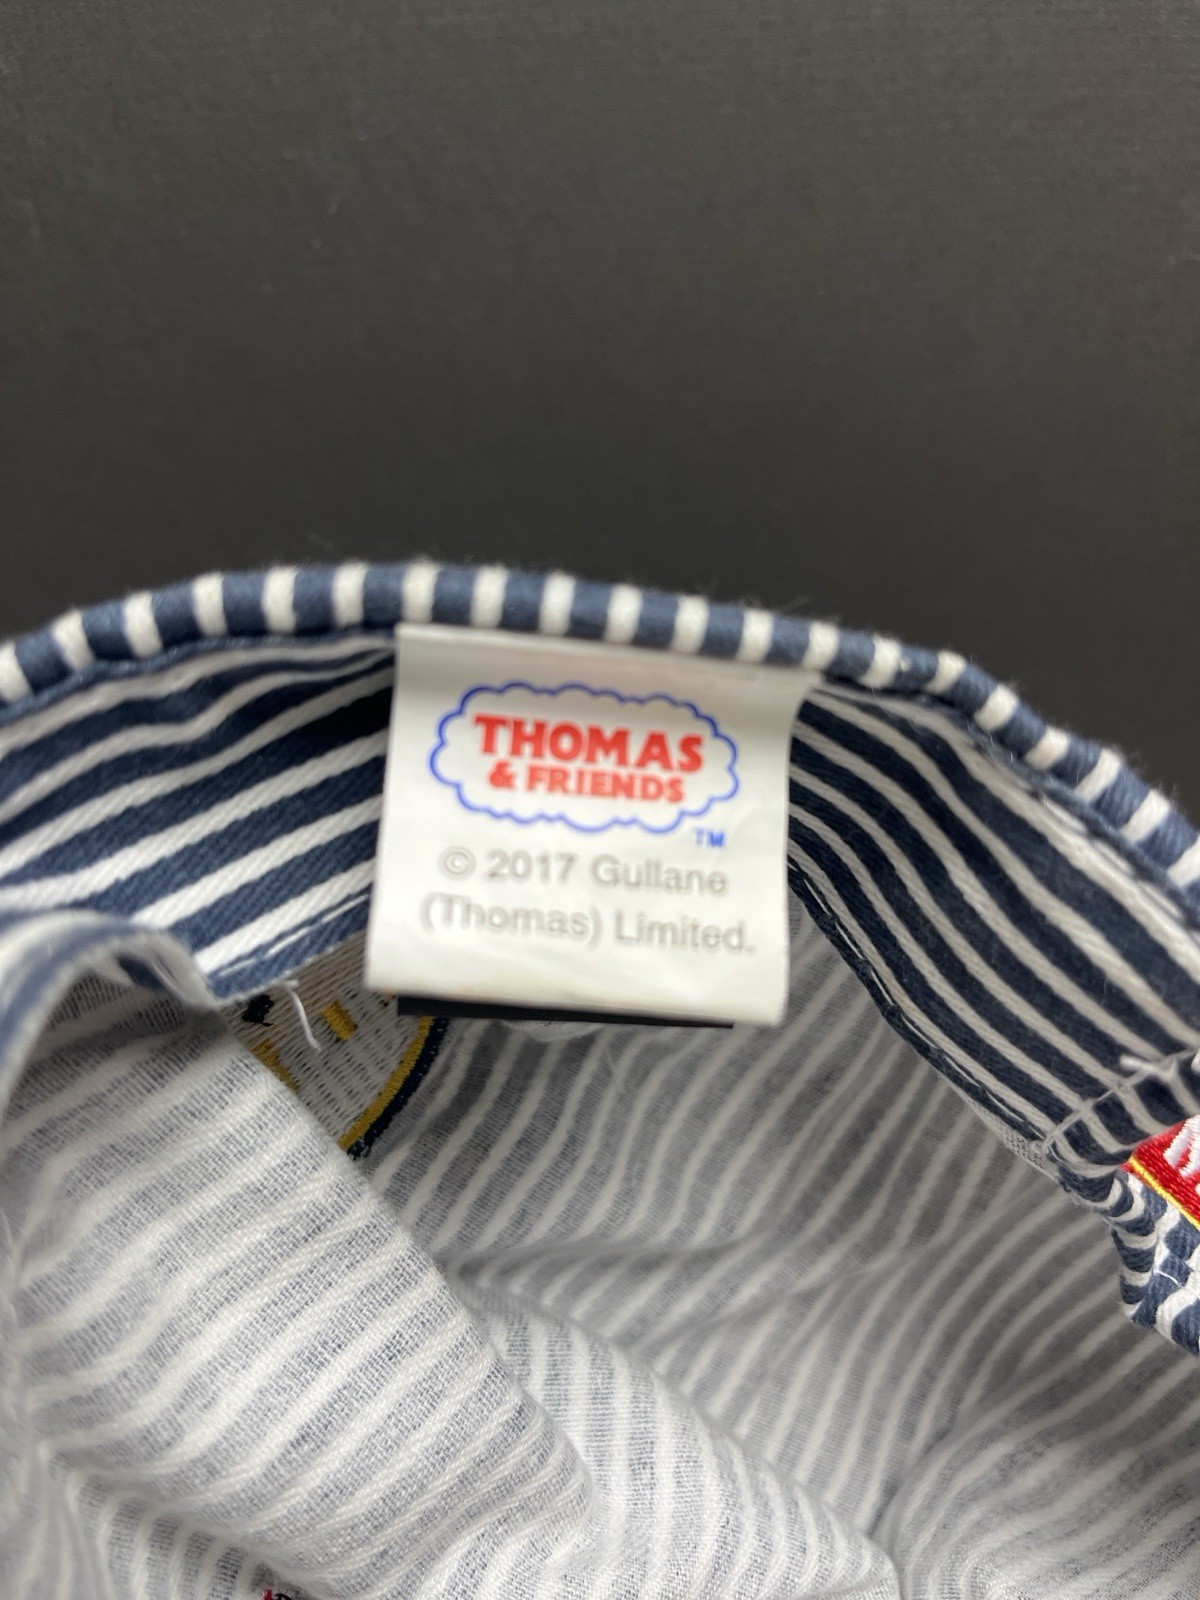 THOMAS
& FRIENDS
TM
© 2017 Gullane
(Thomas) Limited.